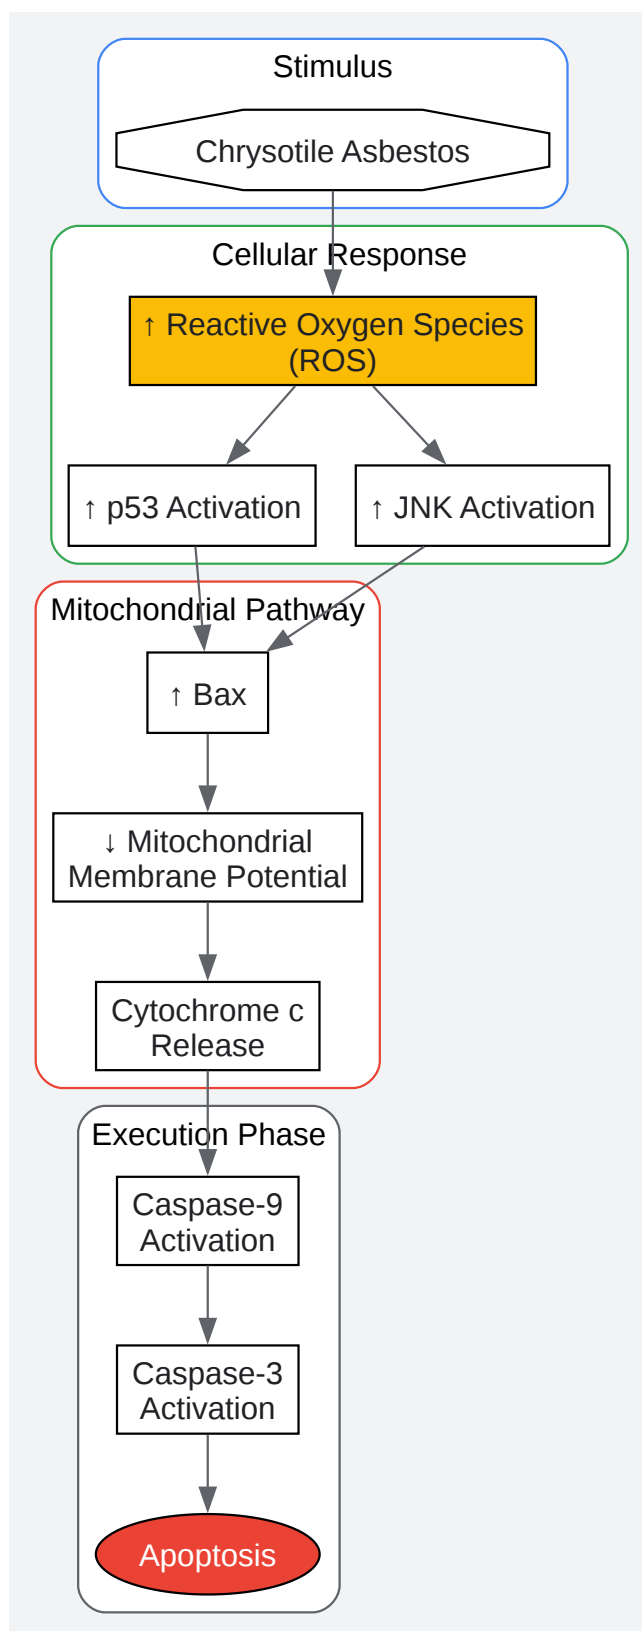 Stimulus
Chrysotile Asbestos
Cellular Response
↑ Reactive Oxygen Species
(ROS)
↑ p53 Activation
↑ JNK Activation
Mitochondrial Pathway
↑ Bax
↓ Mitochondrial
Membrane Potential
Cytochrome c
Release
Execution Phase
Caspase-9
Activation
Caspase-3
Activation
Apoptosis